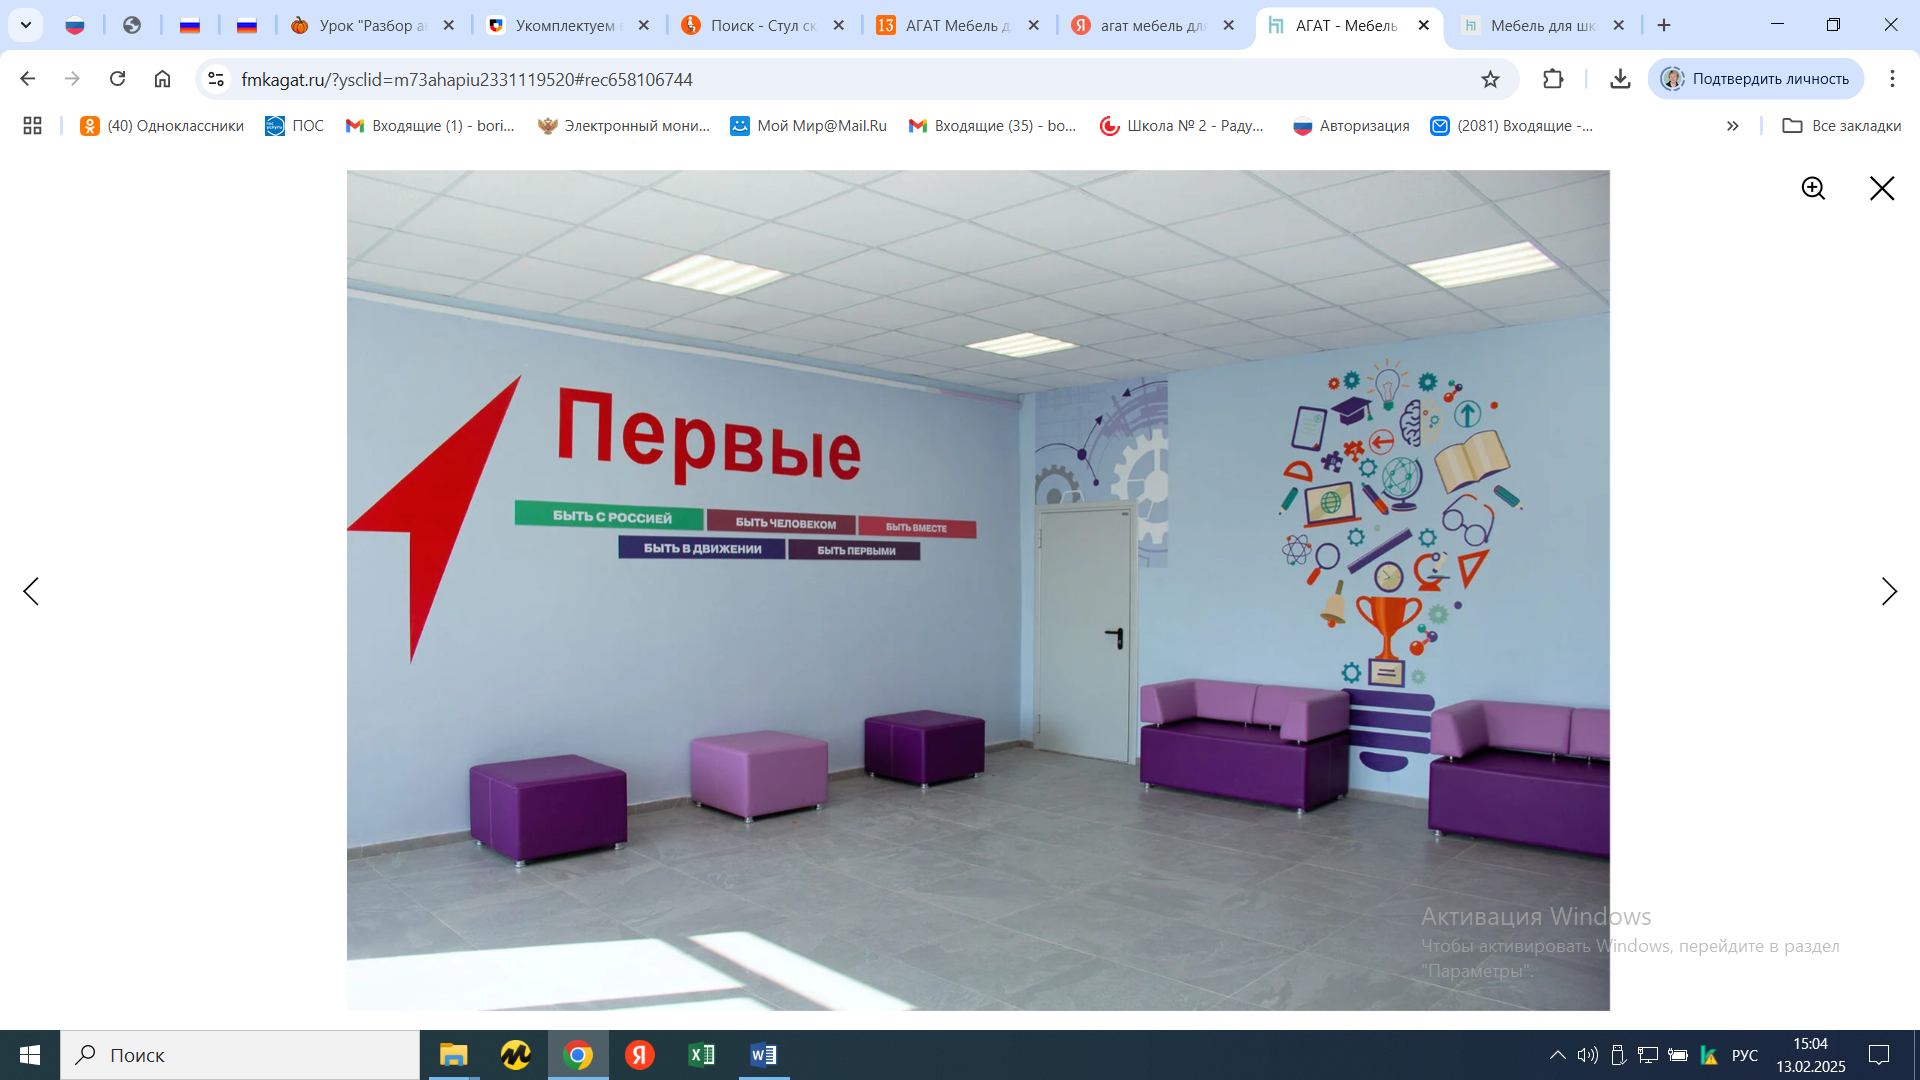 Урок "Разбор а
Укомплектуем
Поиск - Стул ск
АГАТ Мебель д
агат мебель для
АГАТ - Мебель
Мебель для шк
fmkagat.ru/?ysclid=m73ahapiu2331119520#rec658106744
Подтвердить личность
(40) Одноклассники
ПОС
Входящие (1) - bori...
Электронный мони...
Мой Мир@Mail.Ru
Входящие (35) - bo...
Школа № 2 - Раду...
Авторизация
(2081) Входящие -...
Все закладки
Первые
БЫТЬ С РОССИЕЙ
БЫТЬ ЧЕЛОВЕКОМ
БЫТЬ ВМЕСТЕ
БЫТЬ В ДВИЖЕНИИ
БЫТЬ ПЕРВЫМИ
Активация Windows
Чтобы активировать Windows, перейдите в раздел
"Параметры".
Поиск
РУС
15:04
13.02.2025